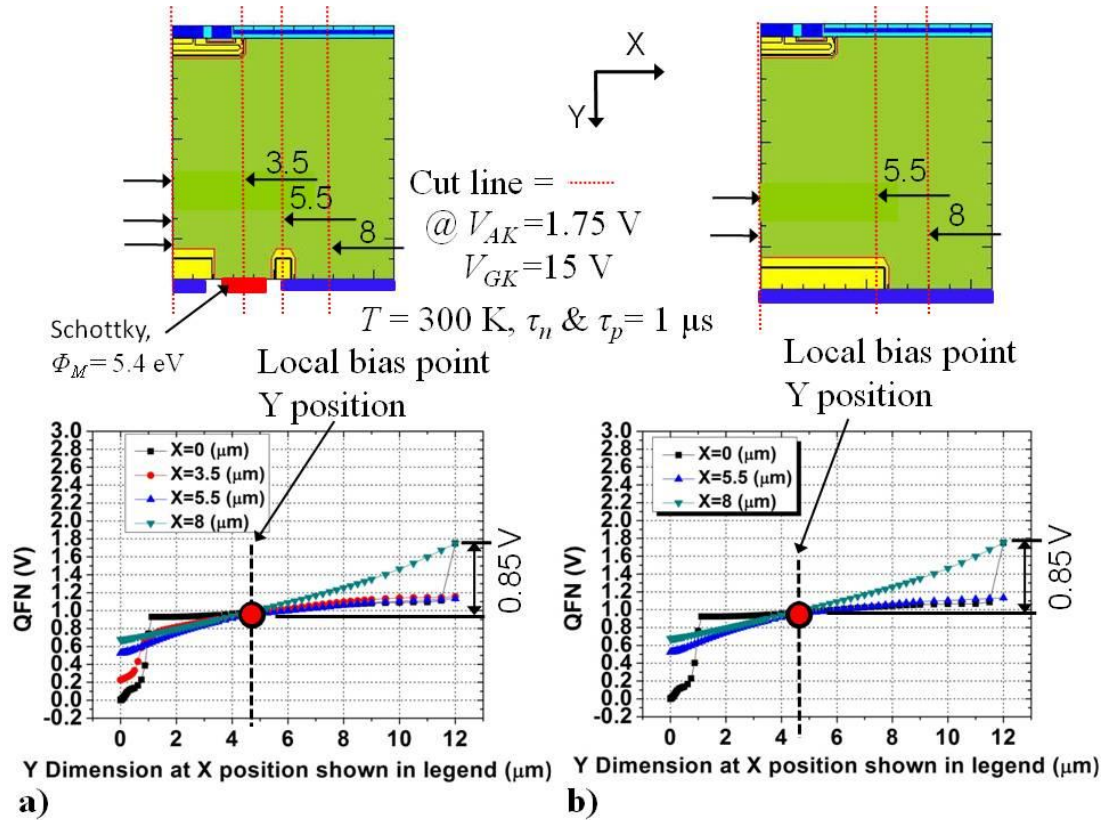 X
Y
3.5
5.5
8
5.5
8
Cut line =
@ V_AK=1.75 V
V_GK=15 V
T = 300 K, τ_n & τ_p= 1 µs
Schottky,
Φ_M= 5.4 eV
Local bias point
Y position
Local bias point
Y position
3.0
2.8
2.6
2.4
2.2
2.0
1.8
1.6
1.4
1.2
1.0
0.8
0.6
0.4
0.2
0.0
-0.2
QFN (V)
X=0 (µm)
X=3.5 (µm)
X=5.5 (µm)
X=8 (µm)
0.85 V
0 2 4 6 8 10 12
Y Dimension at X position shown in legend (µm)
a)
3.0
2.8
2.6
2.4
2.2
2.0
1.8
1.6
1.4
1.2
1.0
0.8
0.6
0.4
0.2
0.0
-0.2
QFN (V)
X=0 (µm)
X=5.5 (µm)
X=8 (µm)
0.85 V
0 2 4 6 8 10 12
Y Dimension at X position shown in legend (µm)
b)